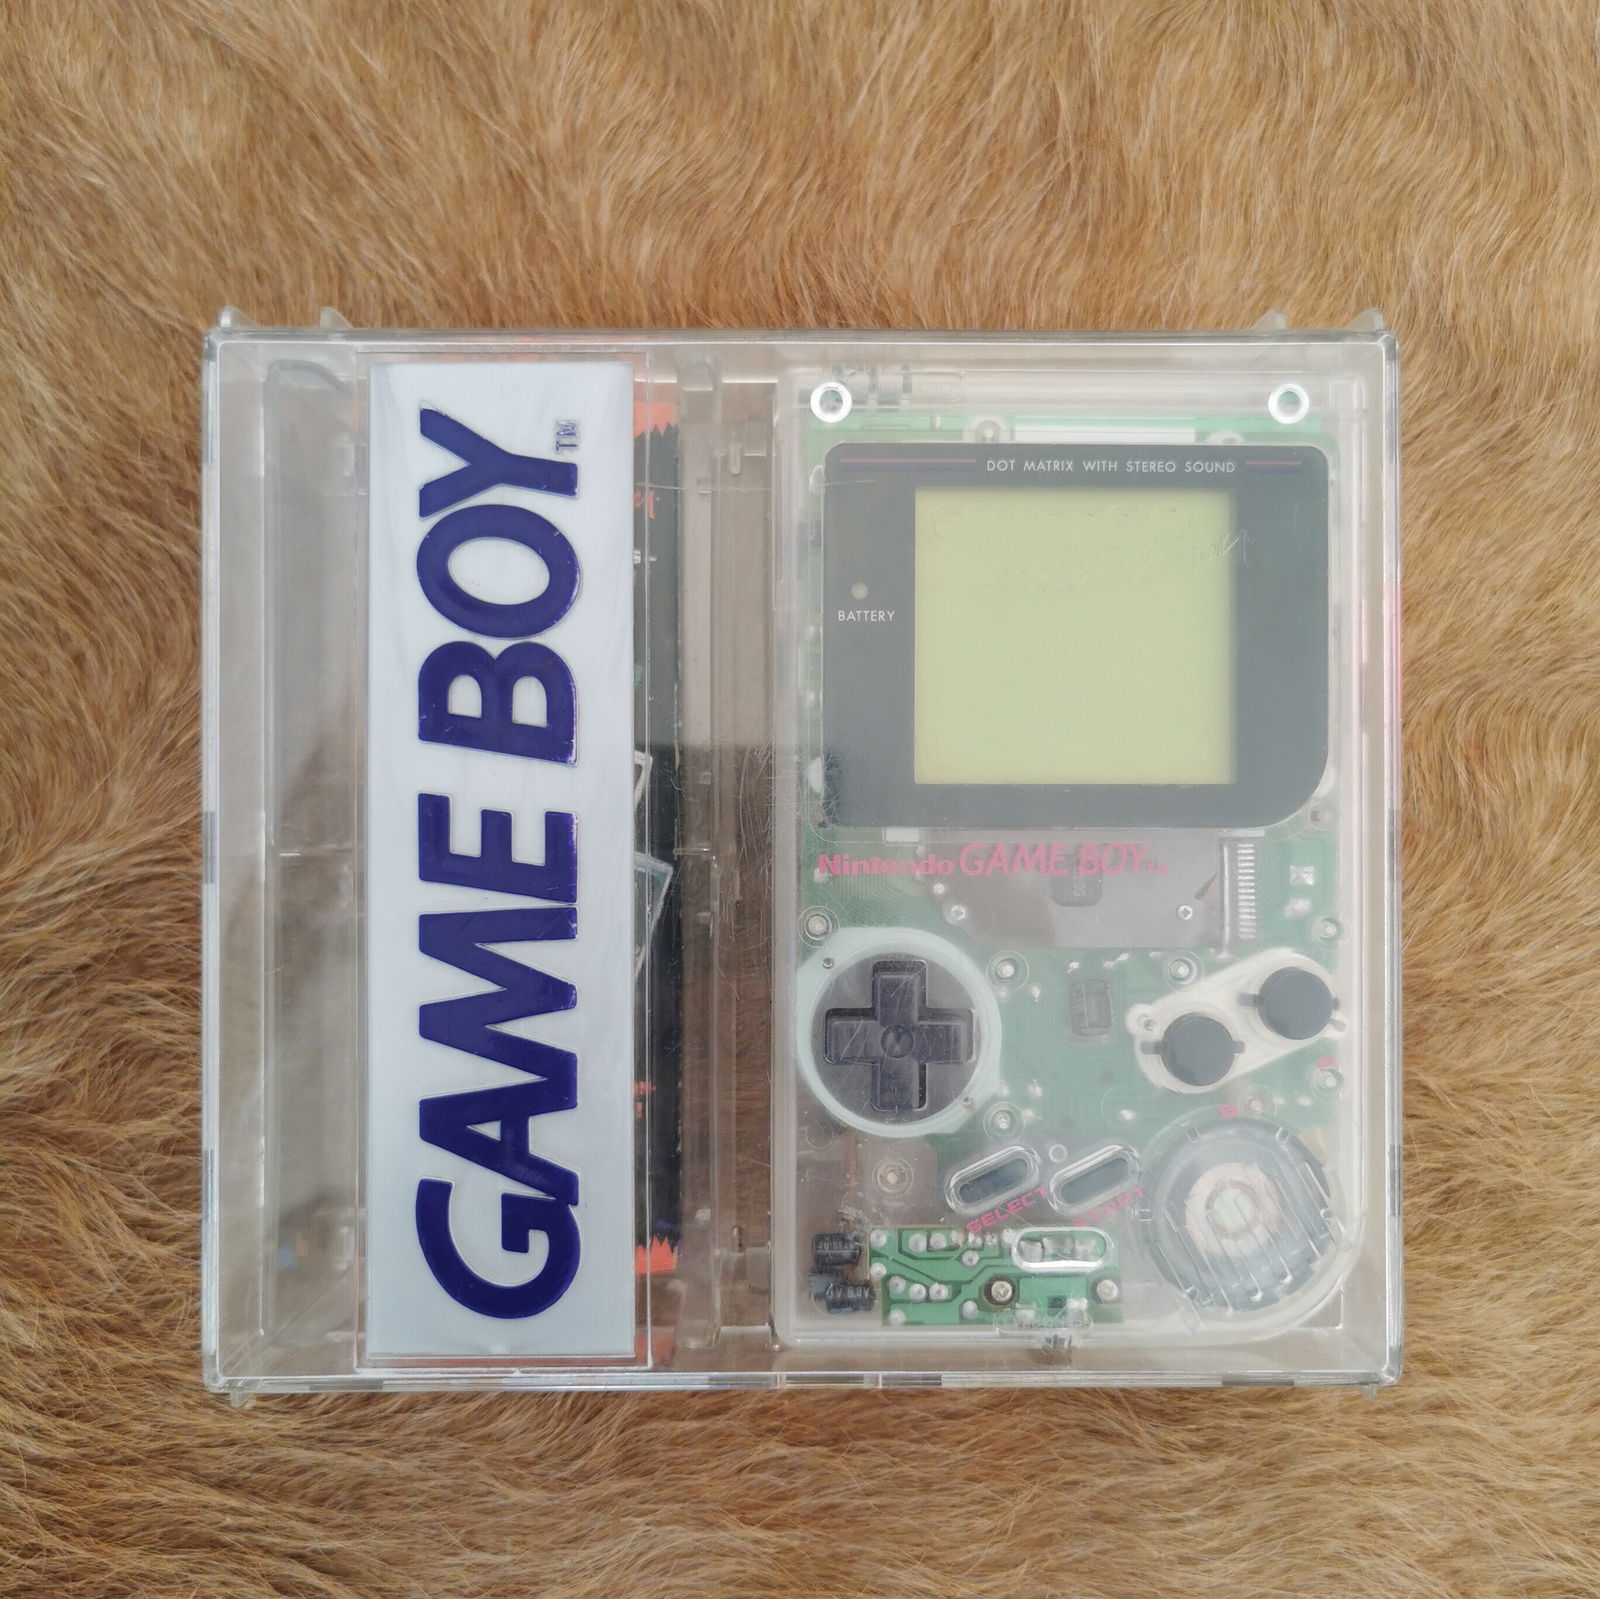 GAME BOY™
DOT MATRIX WITH STEREO SOUND
BATTERY
Nintendo GAME BOY™
B
SELECT
START